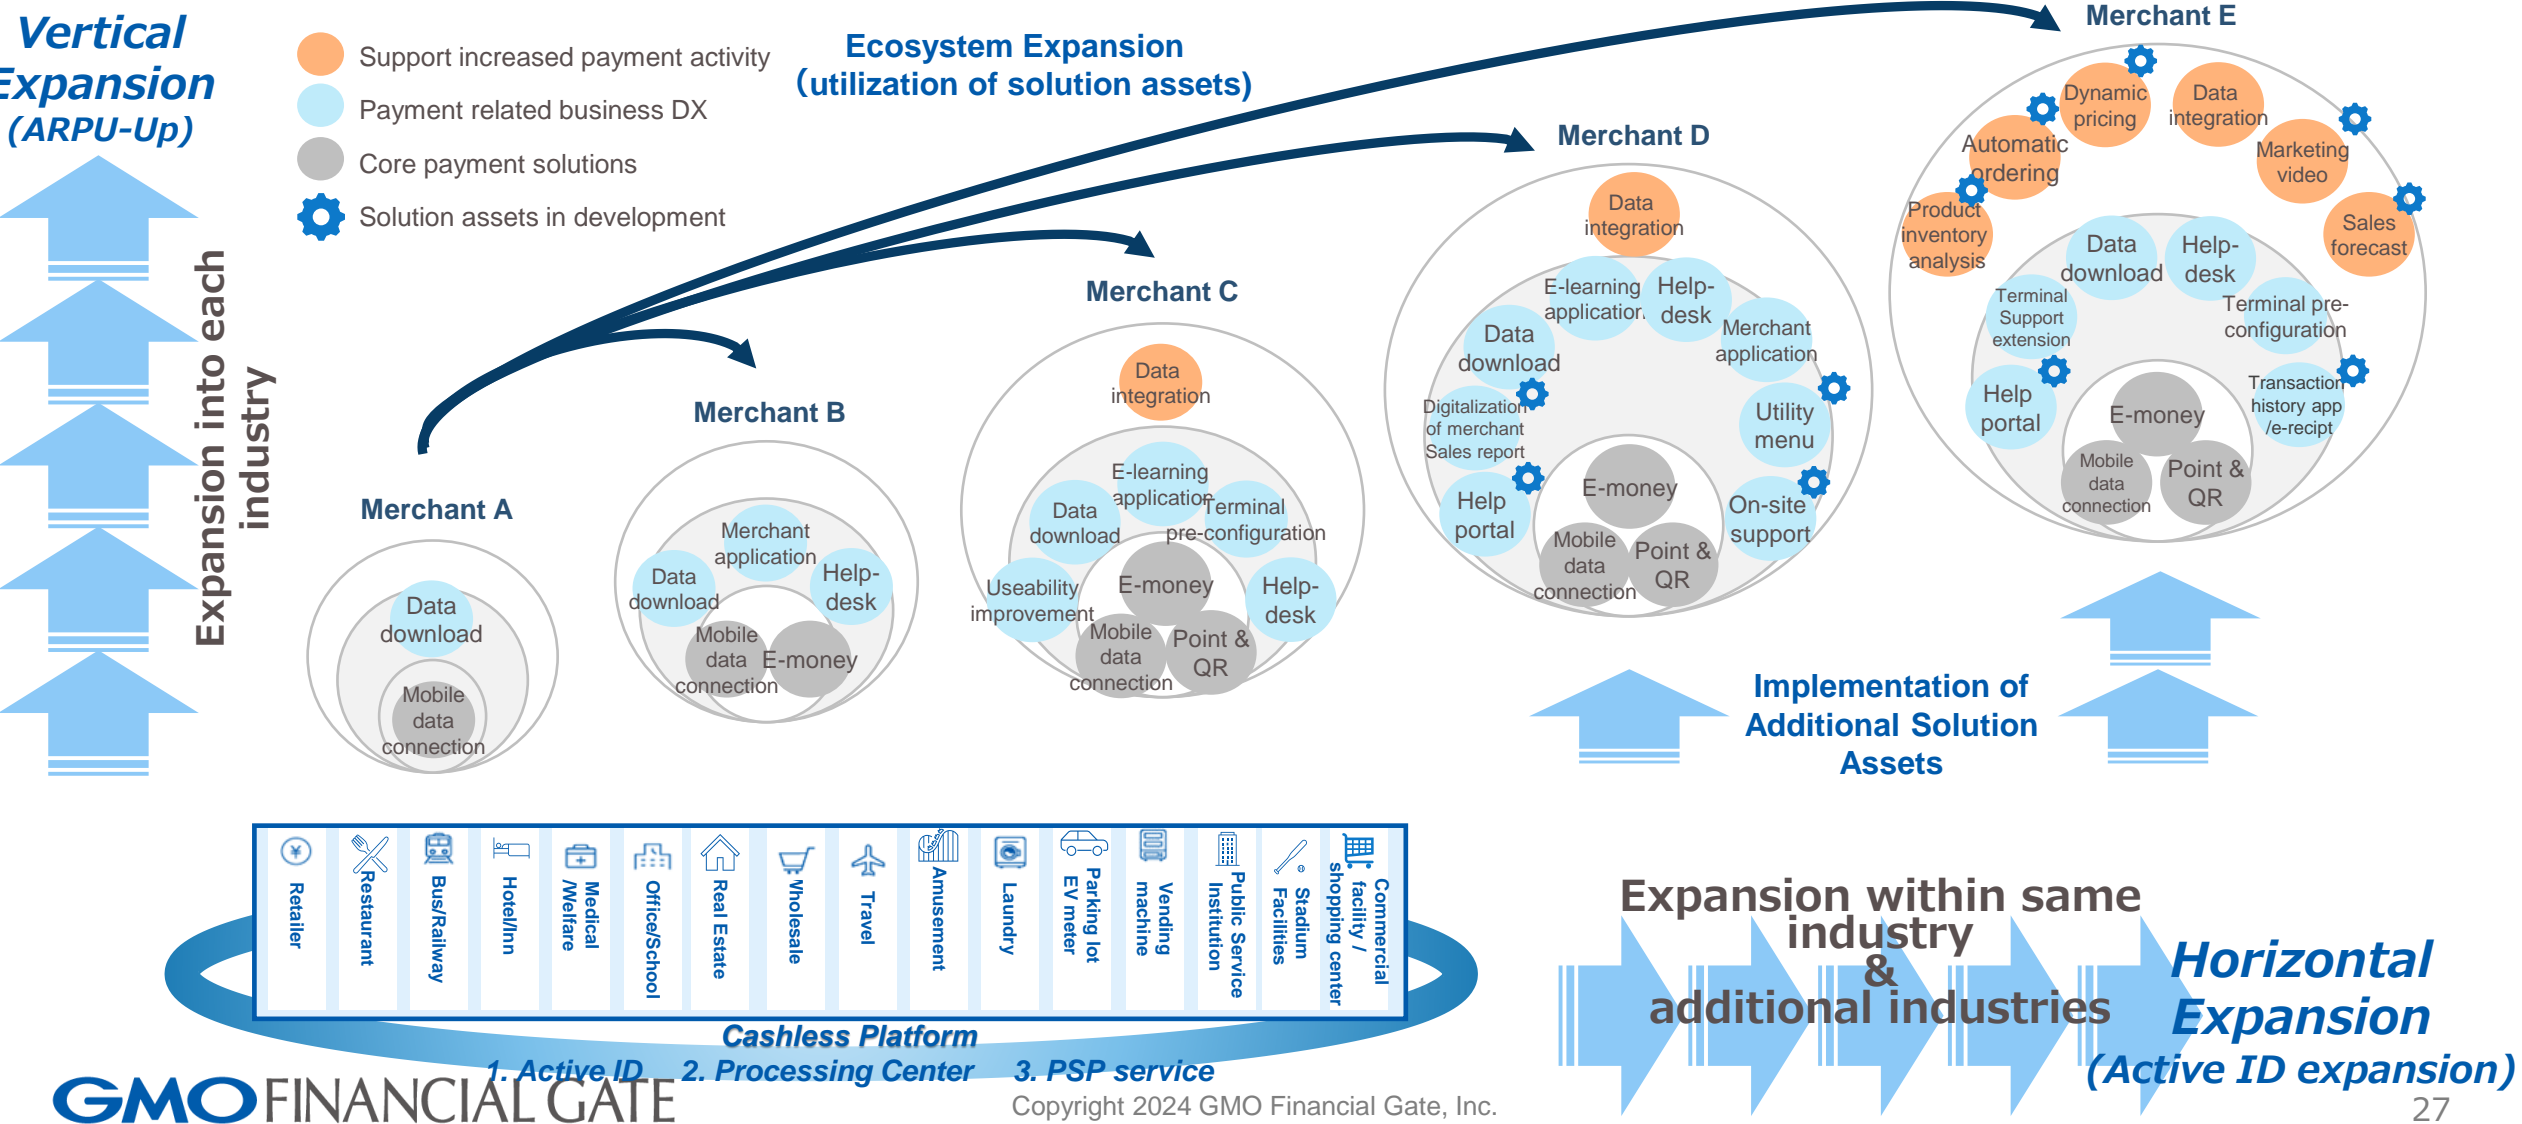 Vertical
Expansion
(ARPU-Up)
Support increased payment activity
Payment related business DX
Core payment solutions
Solution assets in development
Ecosystem Expansion
(utilization of solution assets)
Expansion into each
industry
Merchant A
Data
download
Mobile
data
connection
Merchant B
Merchant
application
Data
download
Help-
desk
Mobile
data
connection
E-money
Merchant C
Data
integration
E-learning
application
Data
download
Terminal
pre-configuration
Useability
improvement
Help-
desk
E-money
Mobile
data
connection
Point &
QR
Merchant D
Data
integration
E-learning
application
Help-
desk
Data
download
Merchant
application
Digitalization
of merchant
Sales report
Utility
menu
Help
portal
On-site
support
E-money
Mobile
data
connection
Point &
QR
Merchant E
Dynamic
pricing
Data
integration
Automatic
ordering
Marketing
video
Product
inventory
analysis
Sales
forecast
Data
download
Help-
desk
Terminal
Support
extension
Terminal pre-
configuration
Help
portal
Transaction
history app
/e-recipt
E-money
Mobile
data
connection
Point &
QR
Implementation of
Additional Solution
Assets
Retailer
Restaurant
Bus/Railway
Hotel/Inn
Medical
/Welfare
Office/School
Real Estate
Wholesale
Travel
Amusement
Laundry
Parking lot
EV meter
Vending
machine
Public Service
Institution
Stadium
Facilities
Commercial
facility /
shopping center
Cashless Platform
1. Active ID 2. Processing Center 3. PSP service
Expansion within same
industry
&
additional industries
Horizontal
Expansion
(Active ID expansion)
GMO FINANCIAL GATE
Copyright 2024 GMO Financial Gate, Inc.
27